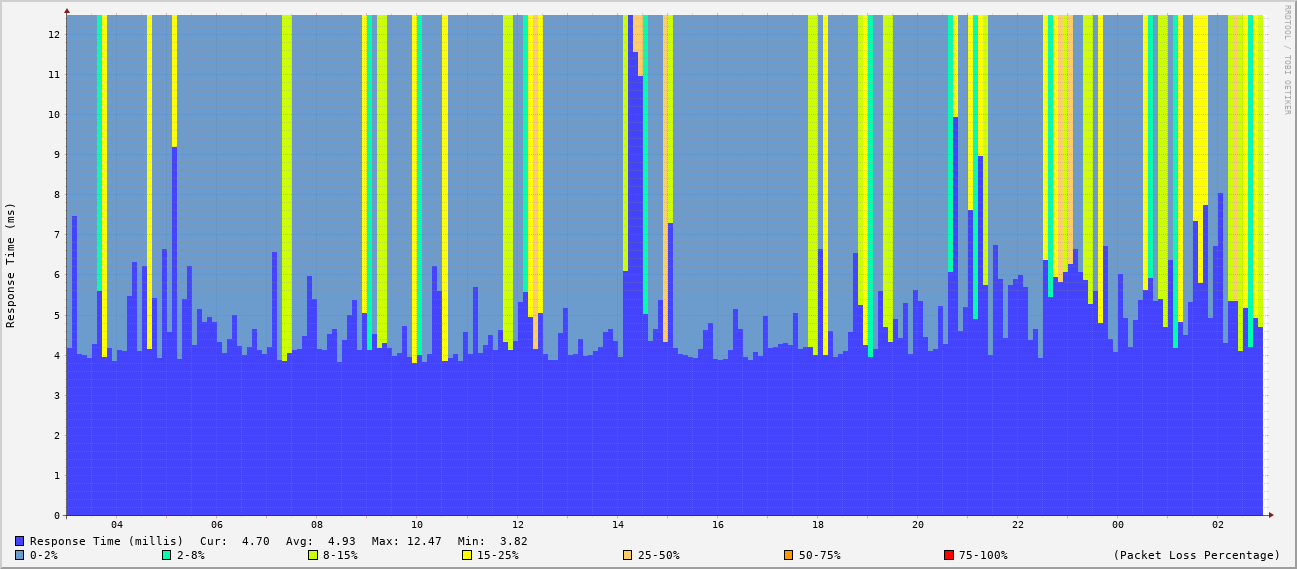 RRDTOOL / TOBI OETIKER
Response Time (ms)
12
11
10
9
8
7
6
5
4
3
2
1
0
04 06 08 10 12 14 16 18 20 22 00 02
Response Time (millis) Cur: 4.70 Avg: 4.93 Max: 12.47 Min: 3.82
0-2% 2-8% 8-15% 15-25% 25-50% 50-75% 75-100% (Packet Loss Percentage)